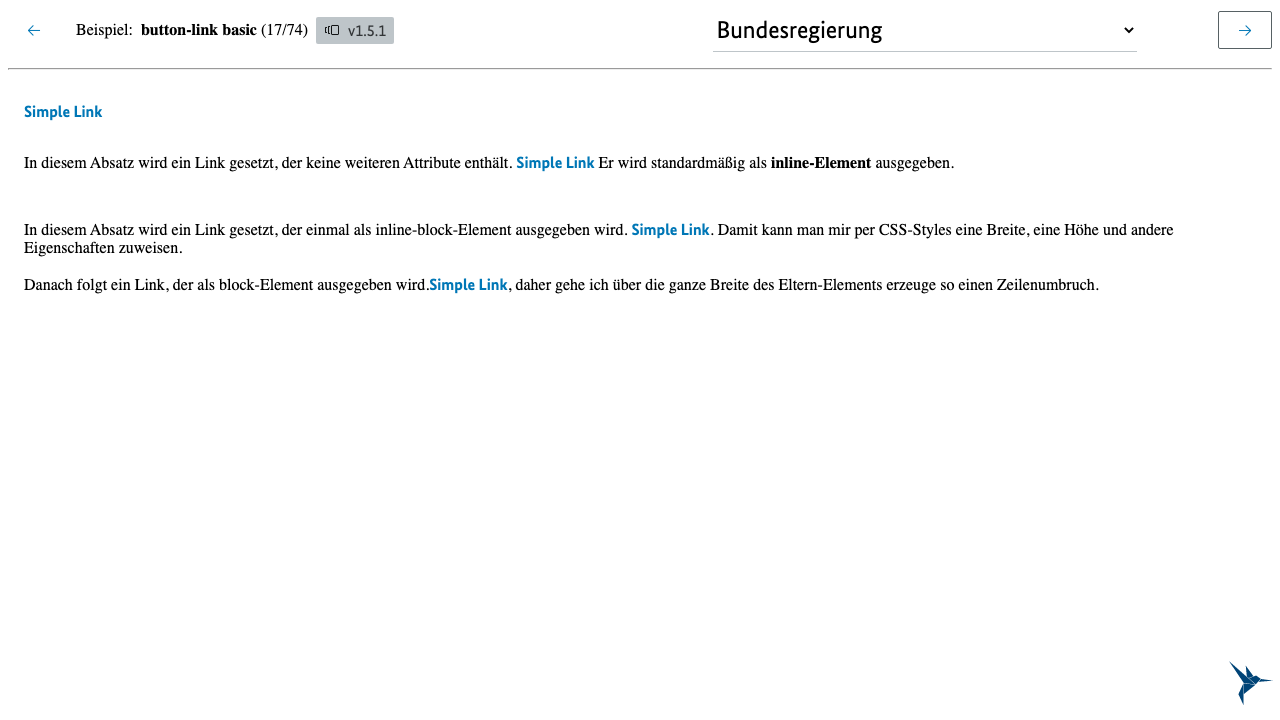 Beispiel: button-link basic (17/74) v1.5.1 Bundesregierung
Simple Link
In diesem Absatz wird ein Link gesetzt, der keine weiteren Attribute enthält. Simple Link Er wird standardmäßig als inline-Element ausgegeben.
In diesem Absatz wird ein Link gesetzt, der einmal als inline-block-Element ausgegeben wird. Simple Link. Damit kann man mir per CSS-Styles eine Breite, eine Höhe und andere
Eigenschaften zuweisen.
Danach folgt ein Link, der als block-Element ausgegeben wird.Simple Link, daher gehe ich über die ganze Breite des Eltern-Elements erzeuge so einen Zeilenumbruch.